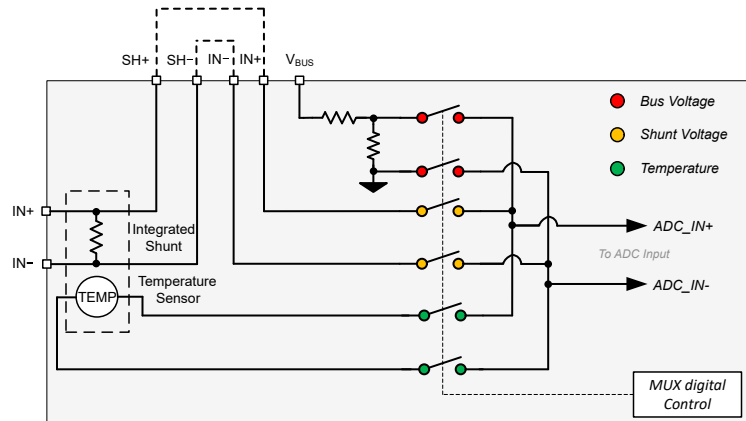 SH+ SH− IN− IN+ VBUS
Bus Voltage
Shunt Voltage
Temperature
IN+
Integrated
Shunt
ADC_IN+
To ADC Input
IN−
Temperature
Sensor
TEMP
ADC_IN-
MUX digital
Control